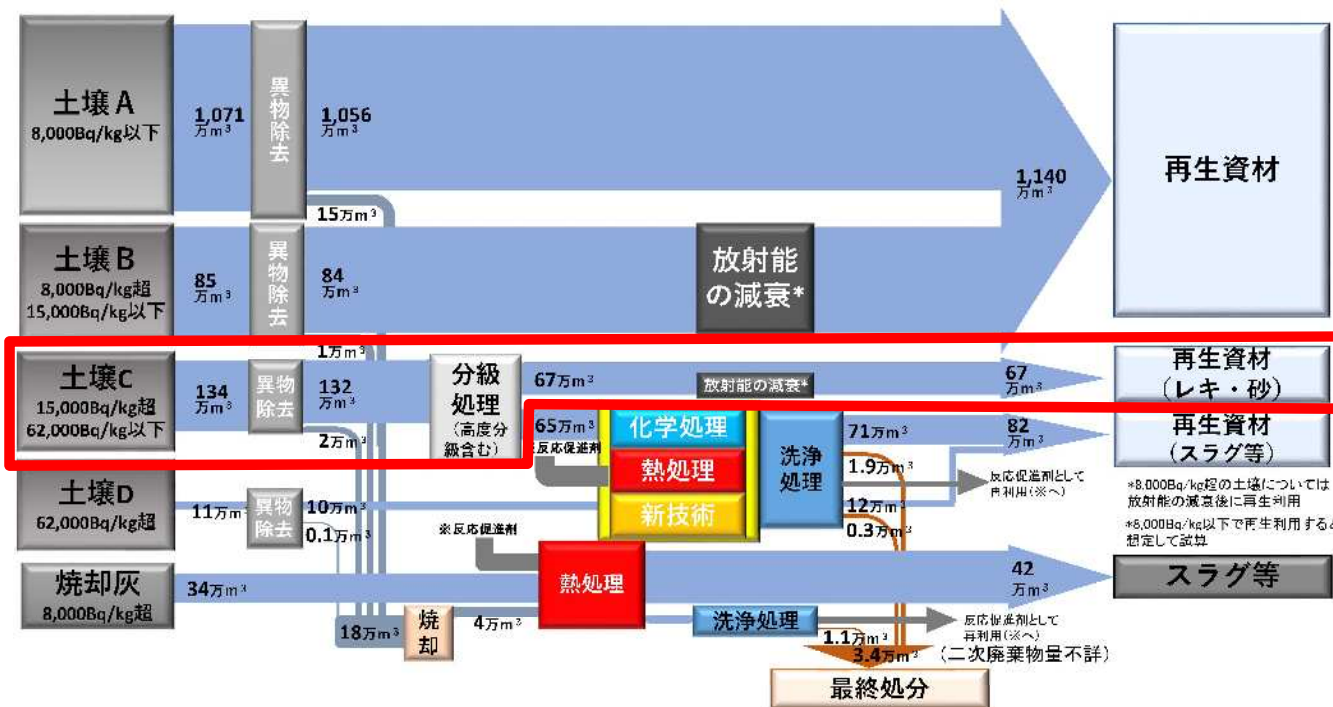 土壌A
8,000Bq/kg以下
1,071
万m³
異物除去
1,056
万m³
15万m³
1,140
万m³
再生資材
土壌B
8,000Bq/kg超
15,000Bq/kg以下
85
万m³
異物除去
84
万m³
1万m³
放射能
の減衰*
土壌C
15,000Bq/kg超
62,000Bq/kg以下
134
万m³
異物
除去
132
万m³
2万m³
分級
処理
(高度分
級含む)
67万m³
放射能の減衰*
67
万m³
再生資材
(レキ・砂)
65万m³
※反応促進剤
化学処理
熱処理
新技術
洗浄
処理
71万m³
82
万m³
再生資材
(スラグ等)
1.9万m³
反応促進剤として
再利用(※へ)
12万m³
0.3万m³
*8,000Bq/kg超の土壌については
放射能の減衰後に再生利用
*8,000Bq/kg以下で再生利用すると
想定して試算
土壌D
62,000Bq/kg超
11万m³
異物
除去
10万m³
0.1万m³
※反応促進剤
焼却灰
8,000Bq/kg超
34万m³
熱処理
42
万m³
スラグ等
18万m³
焼
却
4万m³
洗浄処理
反応促進剤として
再利用(※へ)
1.1万m³
3.4万m³
(二次廃棄物量不詳)
最終処分